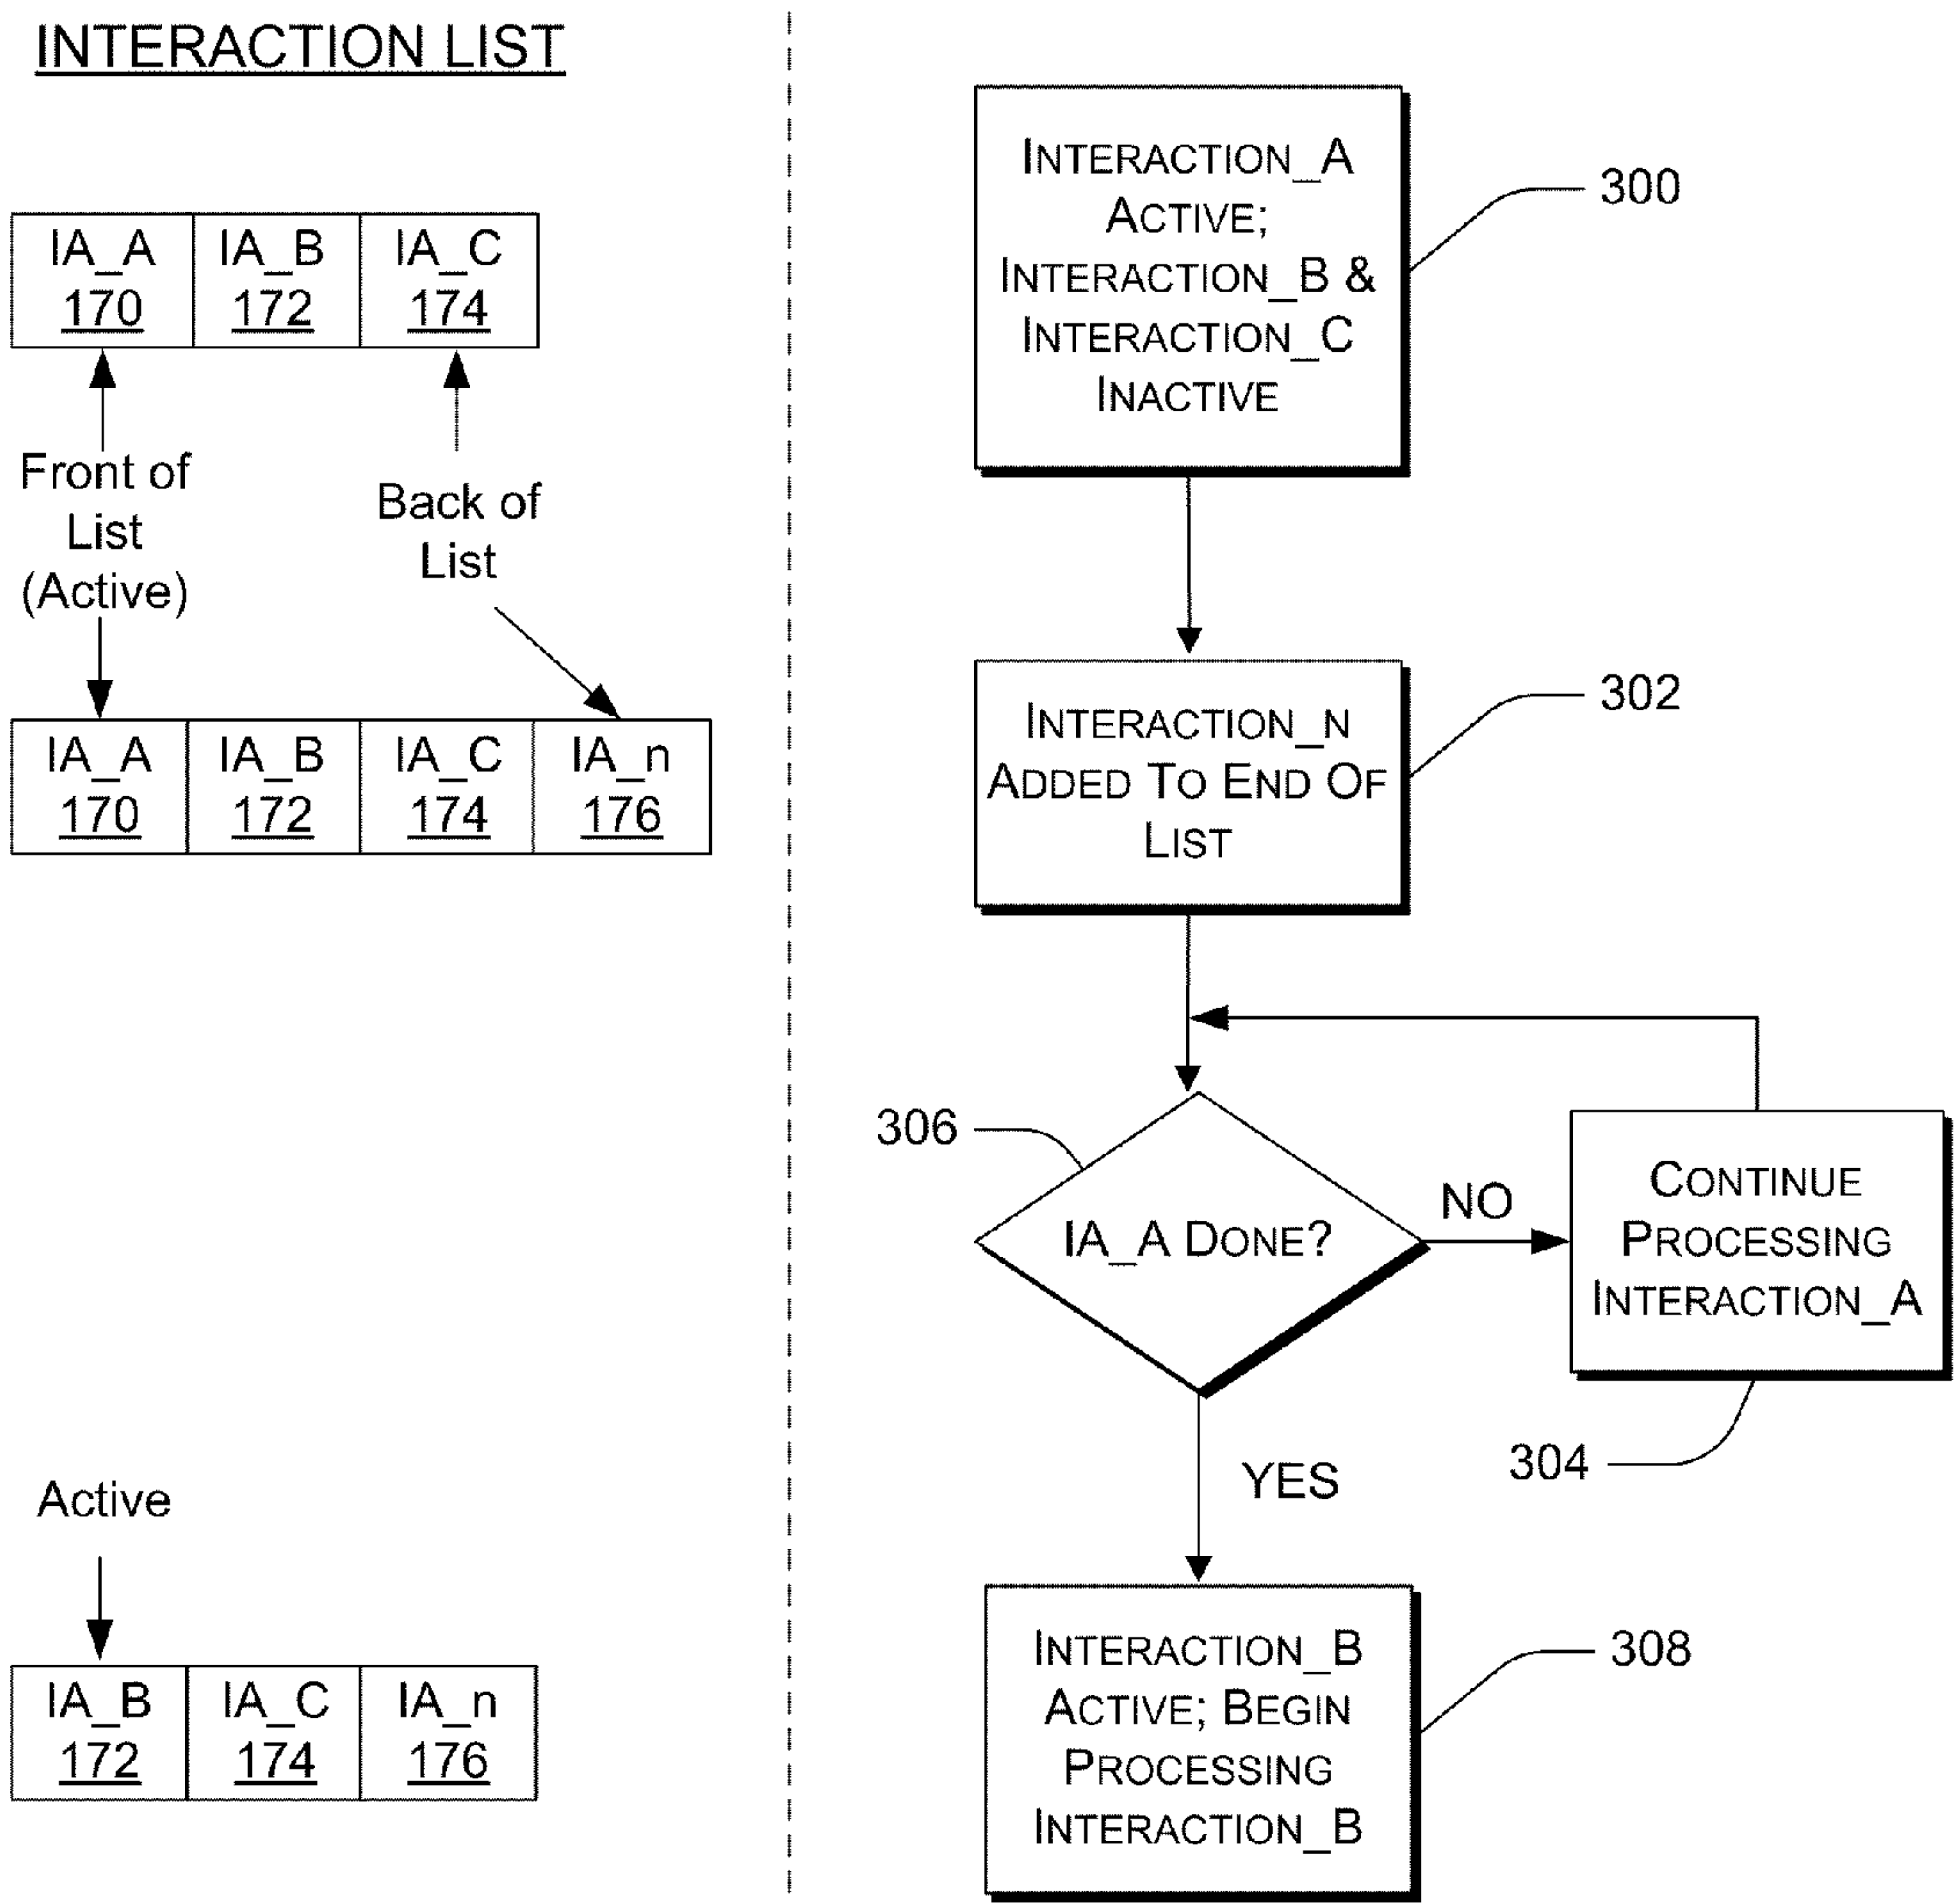 INTERACTION LIST
IA_A
170
IA_B
172
IA_C
174
Front of
List
(Active)
Back of
List
IA_A
170
IA_B
172
IA_C
174
IA_n
176
Active
IA_B
172
IA_C
174
IA_n
176
INTERACTION_A
ACTIVE;
INTERACTION_B &
INTERACTION_C
INACTIVE
300
INTERACTION_N
ADDED TO END OF
LIST
302
306
IA_A DONE?
NO
CONTINUE
PROCESSING
INTERACTION_A
304
YES
INTERACTION_B
ACTIVE; BEGIN
PROCESSING
INTERACTION_B
308